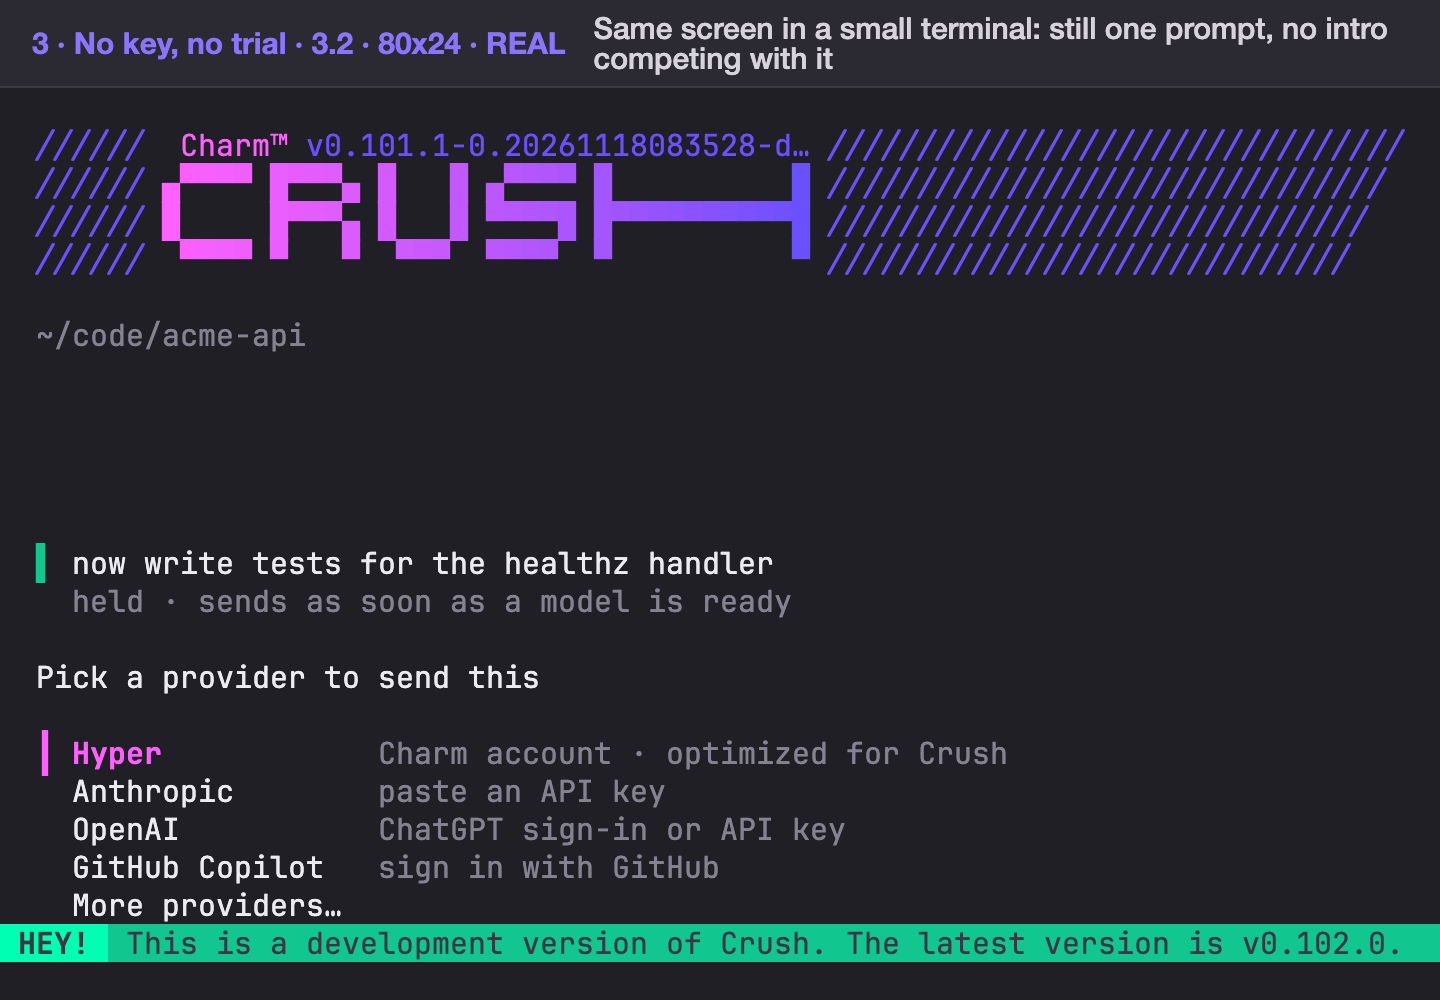 3 · No key, no trial · 3.2 · 80x24 · REAL
Same screen in a small terminal: still one prompt, no intro
competing with it
////// Charm™ v0.101.1-0.20261118083528-d… ////////////////////////////////
////// CRUSH ///////////////////////////////
////// //////////////////////////////
////// /////////////////////////////
~/code/acme-api
now write tests for the healthz handler
held · sends as soon as a model is ready
Pick a provider to send this
Hyper Charm account · optimized for Crush
Anthropic paste an API key
OpenAI ChatGPT sign-in or API key
GitHub Copilot sign in with GitHub
More providers…
HEY! This is a development version of Crush. The latest version is v0.102.0.